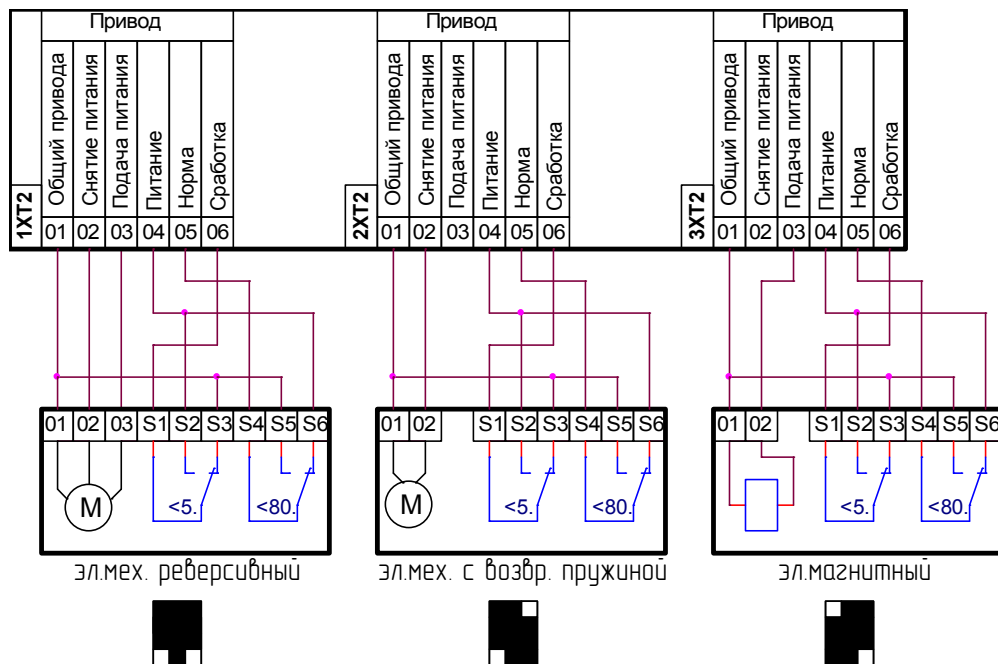 Привод Привод Привод
1XT2 Общий привода Снятие питания Подача питания Питание Норма Сработка
2XT2 Общий привода Снятие питания Подача питания Питание Норма Сработка
3XT2 Общий привода Снятие питания Подача питания Питание Норма Сработка
01 02 03 04 05 06 01 02 03 04 05 06 01 02 03 04 05 06
01 02 03 S1 S2 S3 S4 S5 S6 01 02 S1 S2 S3 S4 S5 S6 01 02 S1 S2 S3 S4 S5 S6
M <5. <80. M <5. <80. <5. <80.
эл.мех. реверсивный эл.мех. с возвр. пружиной эл.магнитный